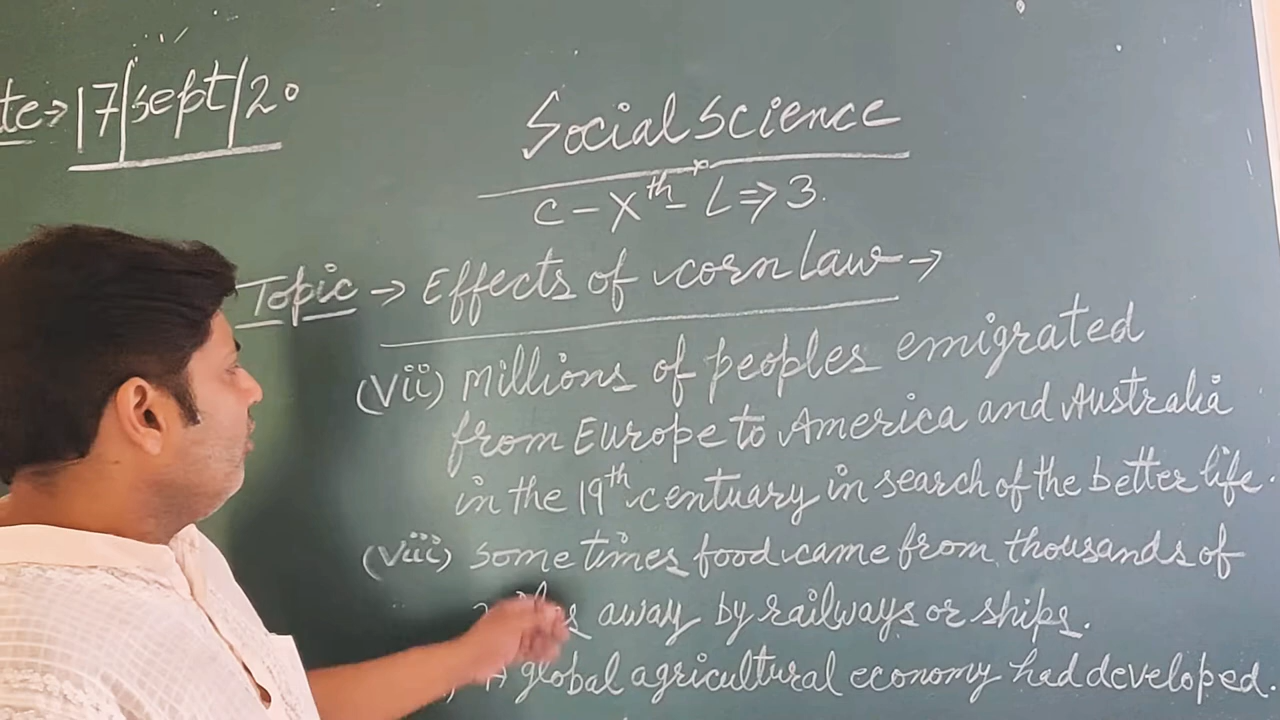 te→ 17/sept/20
Social Science
C-Xth L⇒3.
Topic → Effects of corn law →
(vii) Millions of peoples emigrated
from Europe to America and Australia
in the 19th centuary in search of the better life.
(viii) Some times food came from thousands of
away by railways or ships.
A global agricultural economy had developed.